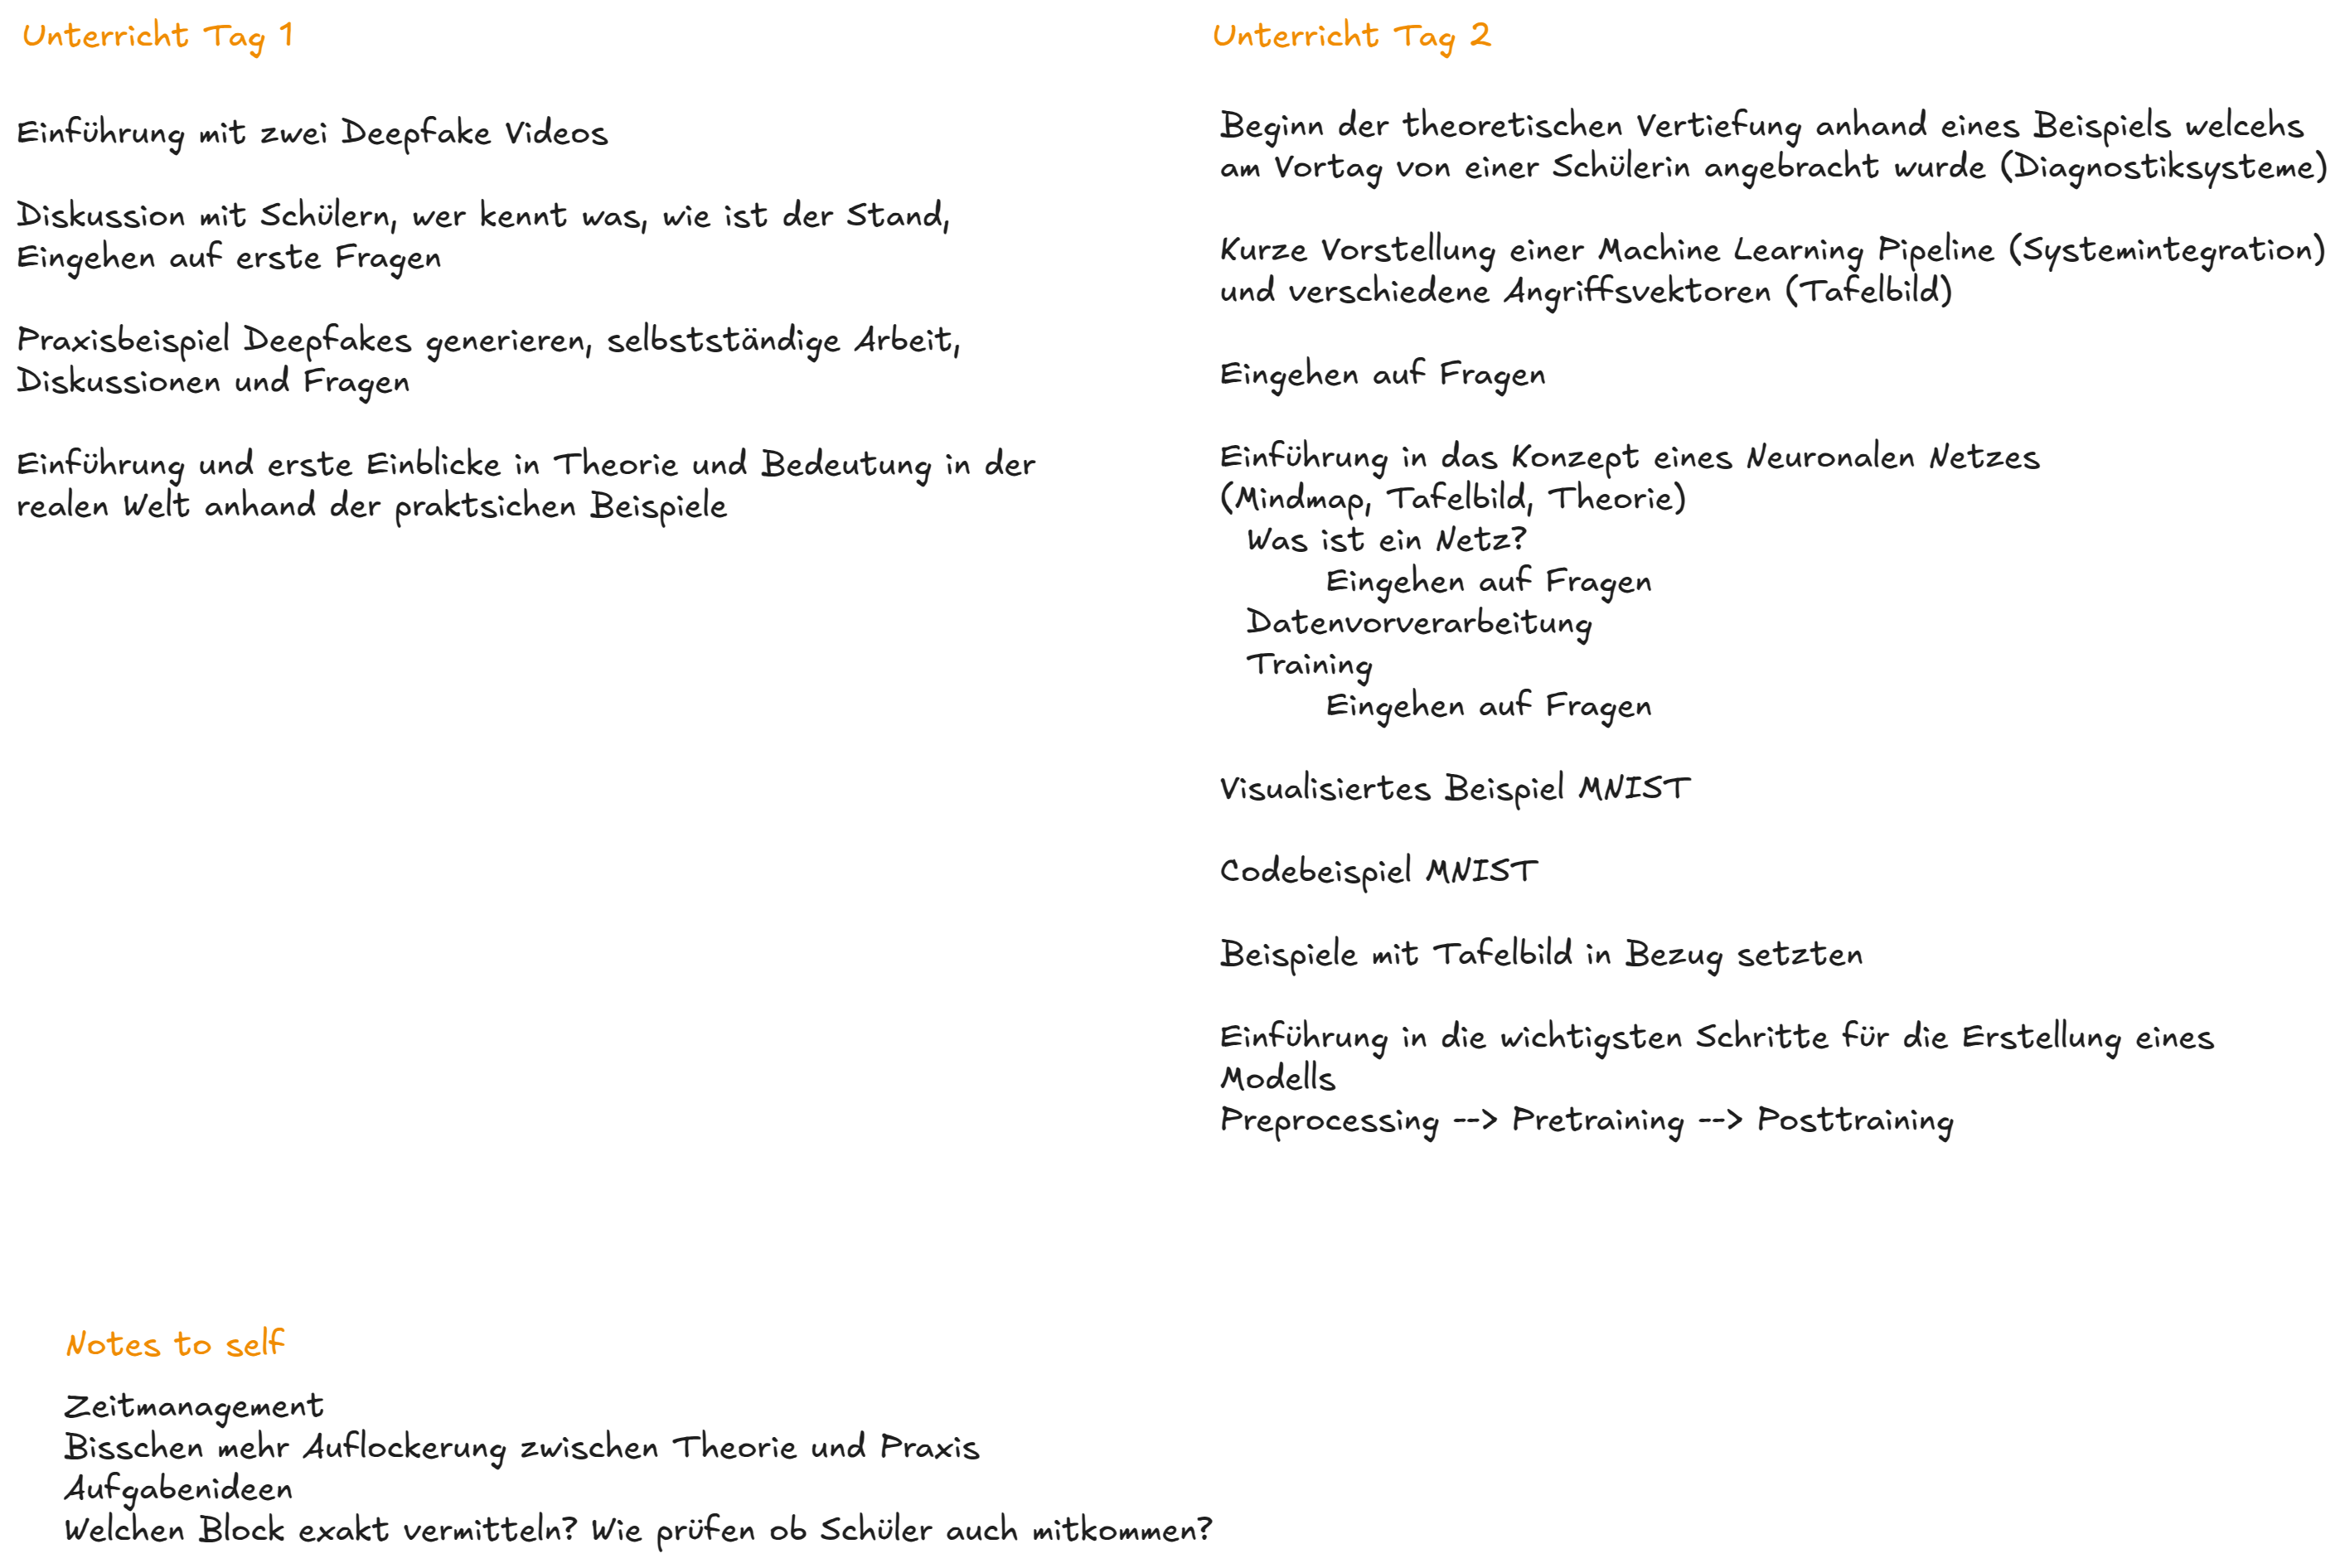 Unterricht Tag 1
Einführung mit zwei Deepfake Videos
Diskussion mit Schülern, wer kennt was, wie ist der Stand,
Eingehen auf erste Fragen
Praxisbeispiel Deepfakes generieren, selbstständige Arbeit,
Diskussionen und Fragen
Einführung und erste Einblicke in Theorie und Bedeutung in der
realen Welt anhand der praktsichen Beispiele
Unterricht Tag 2
Beginn der theoretischen Vertiefung anhand eines Beispiels welcehs
am Vortag von einer Schülerin angebracht wurde (Diagnostiksysteme)
Kurze Vorstellung einer Machine Learning Pipeline (Systemintegration)
und verschiedene Angriffsvektoren (Tafelbild)
Eingehen auf Fragen
Einführung in das Konzept eines Neuronalen Netzes
(Mindmap, Tafelbild, Theorie)
Was ist ein Netz?
Eingehen auf Fragen
Datenvorverarbeitung
Training
Eingehen auf Fragen
Visualisiertes Beispiel MNIST
Codebeispiel MNIST
Beispiele mit Tafelbild in Bezug setzten
Einführung in die wichtigsten Schritte für die Erstellung eines
Modells
Preprocessing --> Pretraining --> Posttraining
Notes to self
Zeitmanagement
Bisschen mehr Auflockerung zwischen Theorie und Praxis
Aufgabenideen
Welchen Block exakt vermitteln? Wie prüfen ob Schüler auch mitkommen?